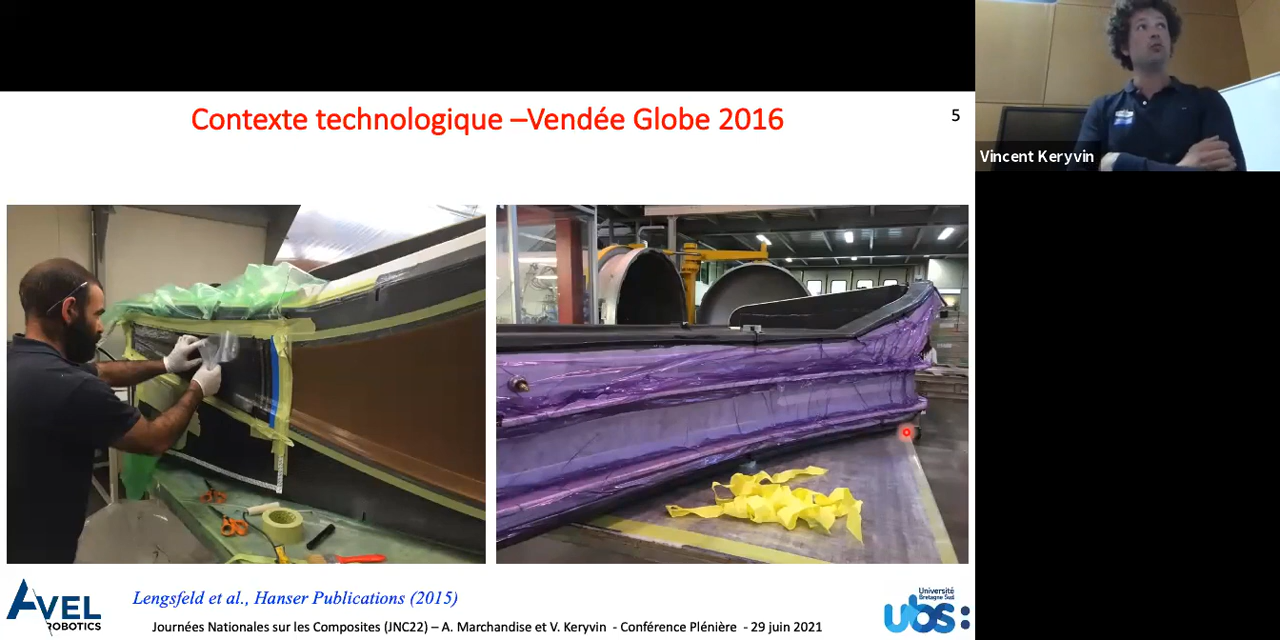 Contexte technologique –Vendée Globe 2016
5
Vincent Keryvin
AVEL
ROBOTICS
Lengsfeld et al., Hanser Publications (2015)
Journées Nationales sur les Composites (JNC22) – A. Marchandise et V. Keryvin - Conférence Plénière - 29 juin 2021
Université
Bretagne Sud
ubs: